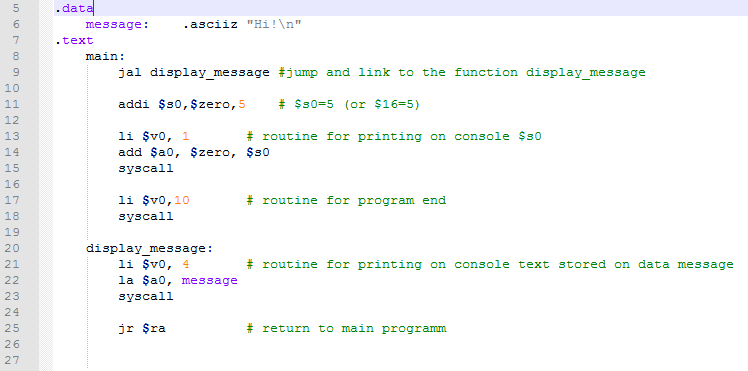 5 .data
6 message: .asciiz "Hi!\n"
7 .text
8 main:
9 jal display_message #jump and link to the function display_message
10
11 addi $s0,$zero,5 # $s0=5 (or $16=5)
12
13 li $v0, 1 # routine for printing on console $s0
14 add $a0, $zero, $s0
15 syscall
16
17 li $v0,10 # routine for program end
18 syscall
19
20 display_message:
21 li $v0, 4 # routine for printing on console text stored on data message
22 la $a0, message
23 syscall
24
25 jr $ra # return to main programm
26
27